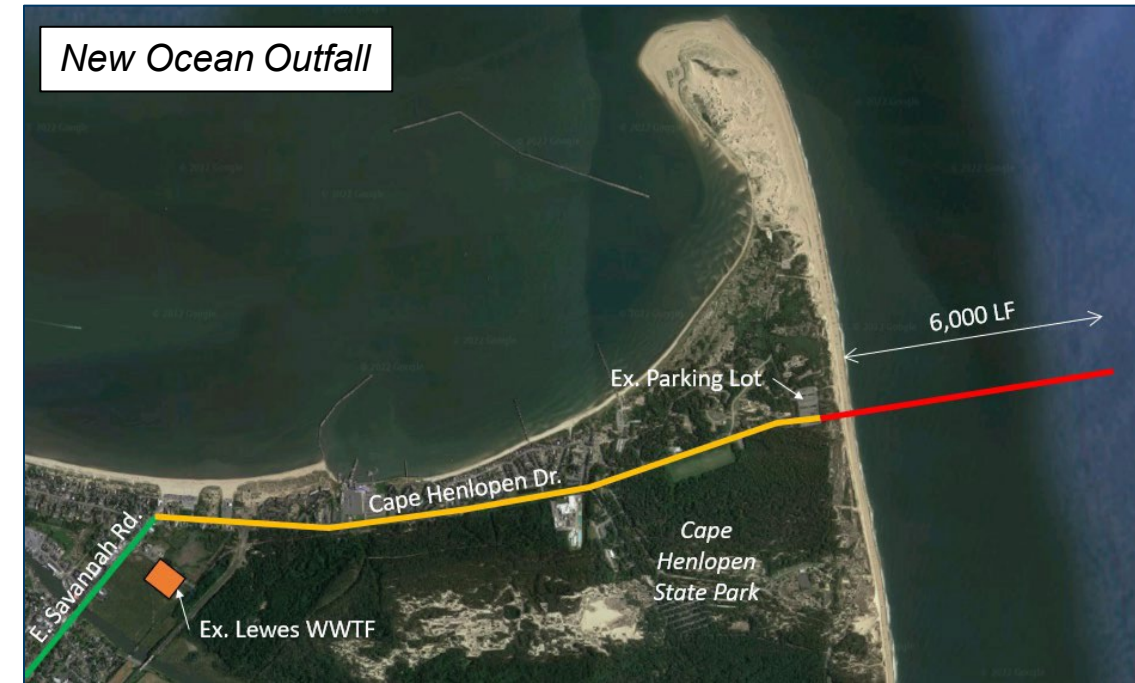 New Ocean Outfall
6,000 LF
Ex. Parking Lot
Cape Henlopen Dr.
E. Savannah Rd.
Cape
Henlopen
State Park
Ex. Lewes WWTF